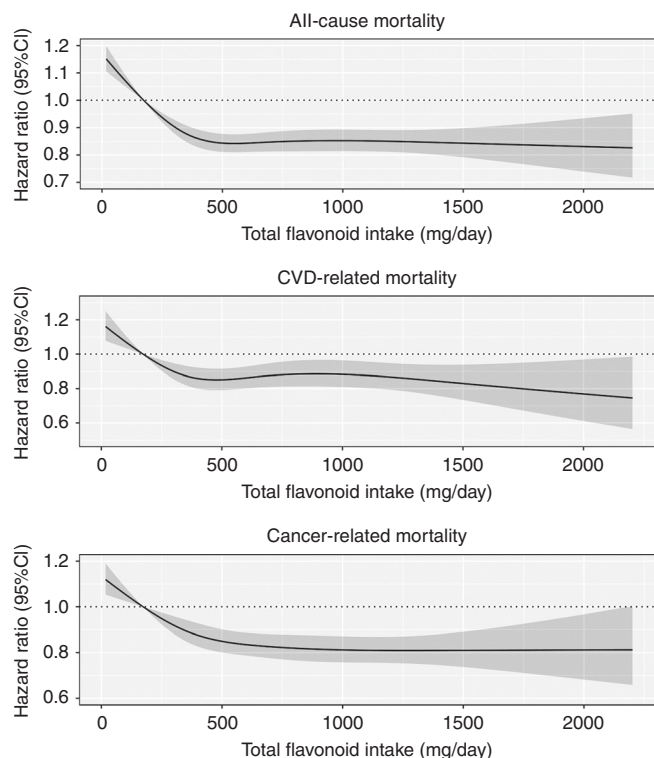 All-cause mortality
Hazard ratio (95%CI)
1.2
1.1
1.0
0.9
0.8
0.7
0 500 1000 1500 2000
Total flavonoid intake (mg/day)
CVD-related mortality
Hazard ratio (95%CI)
1.2
1.0
0.8
0.6
0 500 1000 1500 2000
Total flavonoid intake (mg/day)
Cancer-related mortality
Hazard ratio (95%CI)
1.2
1.0
0.8
0.6
0 500 1000 1500 2000
Total flavonoid intake (mg/day)